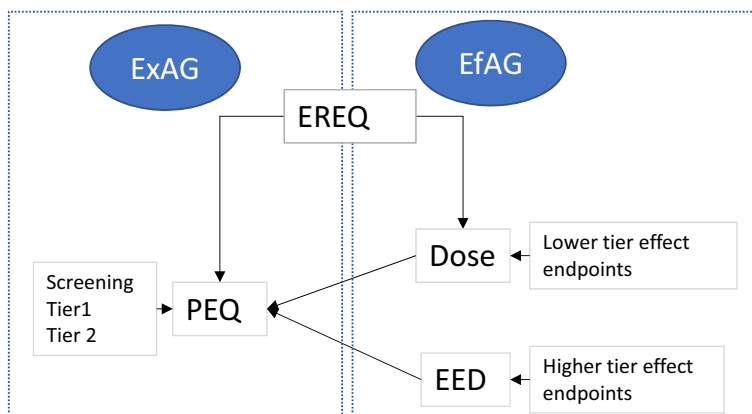 ExAG
EfAG
EREQ
Dose
Lower tier effect
endpoints
Screening
Tier1
Tier 2
PEQ
EED
Higher tier effect
endpoints